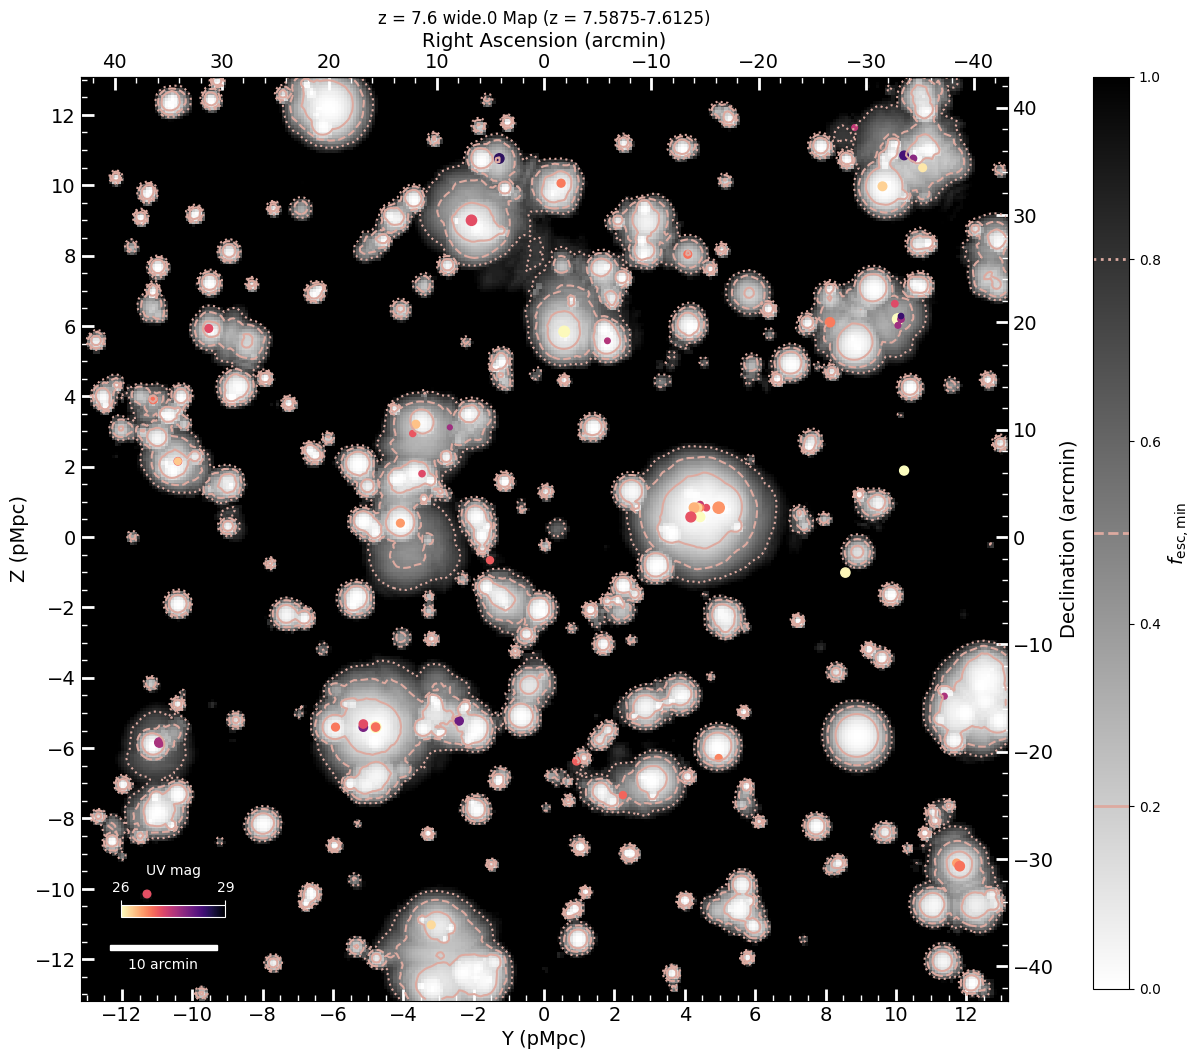 z = 7.6 wide.0 Map (z = 7.5875-7.6125)
Right Ascension (arcmin)
40 30 20 10 0 −10 −20 −30 −40
Z (pMpc)
12
10
8
6
4
2
0
−2
−4
−6
−8
−10
−12
UV mag
26 29
10 arcmin
−12 −10 −8 −6 −4 −2 0 2 4 6 8 10 12
Y (pMpc)
40
30
20
10
0
−10
−20
−30
−40
Declination (arcmin)
1.0
0.8
0.6
0.4
0.2
0.0
fesc,min